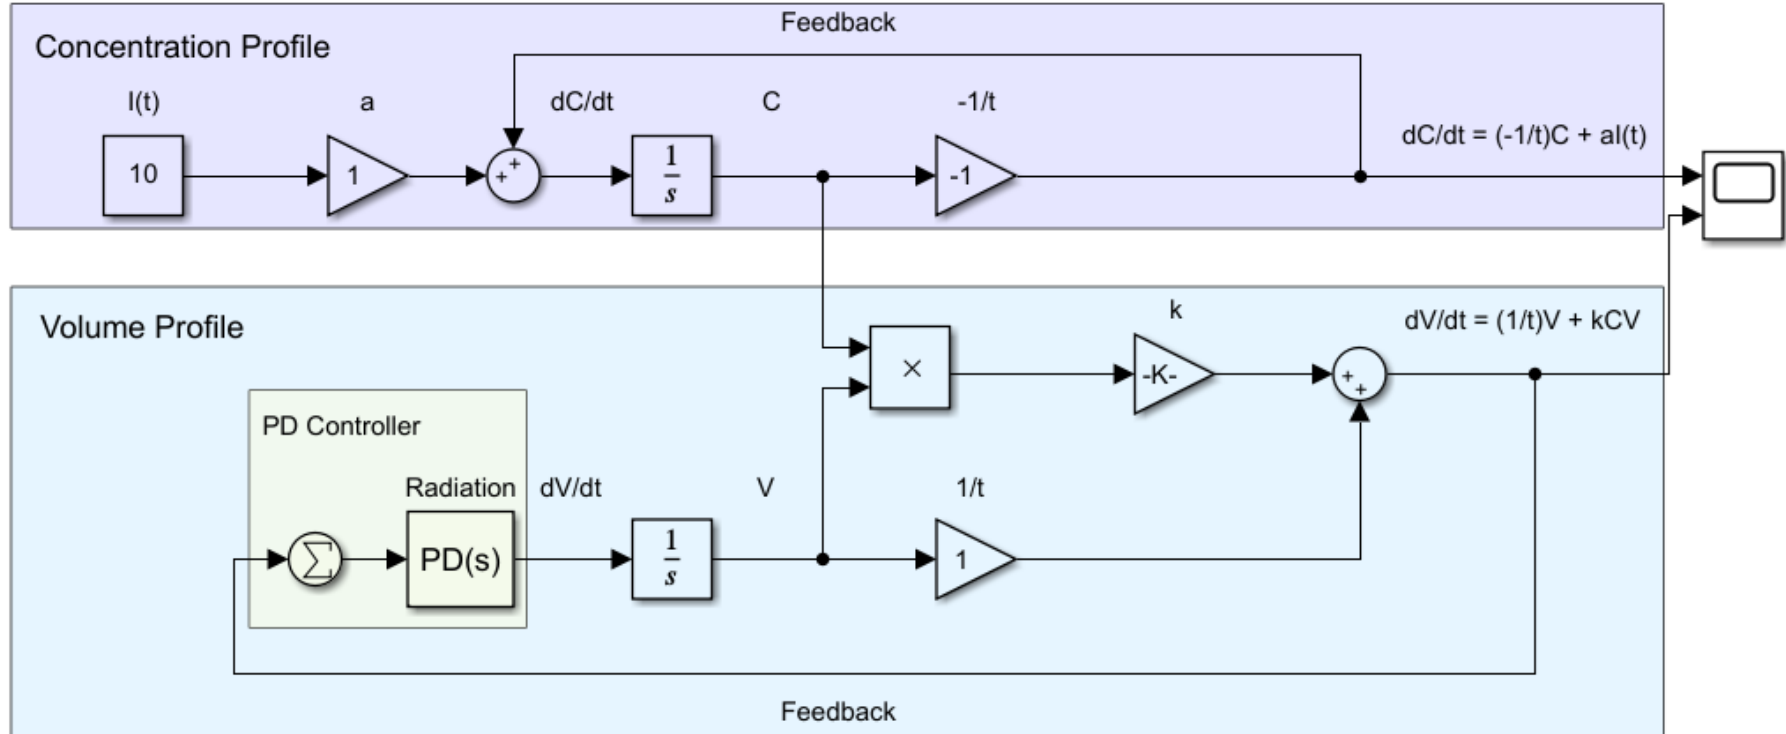 Feedback
Concentration Profile
I(t)
a
dC/dt
C
-1/t
dC/dt = (-1/t)C + aI(t)
10
1
+
+
1
s
-1
Volume Profile
k
dV/dt = (1/t)V + kCV
×
-K-
+
+
PD Controller
Radiation
dV/dt
V
1/t
∑
PD(s)
1
s
1
Feedback